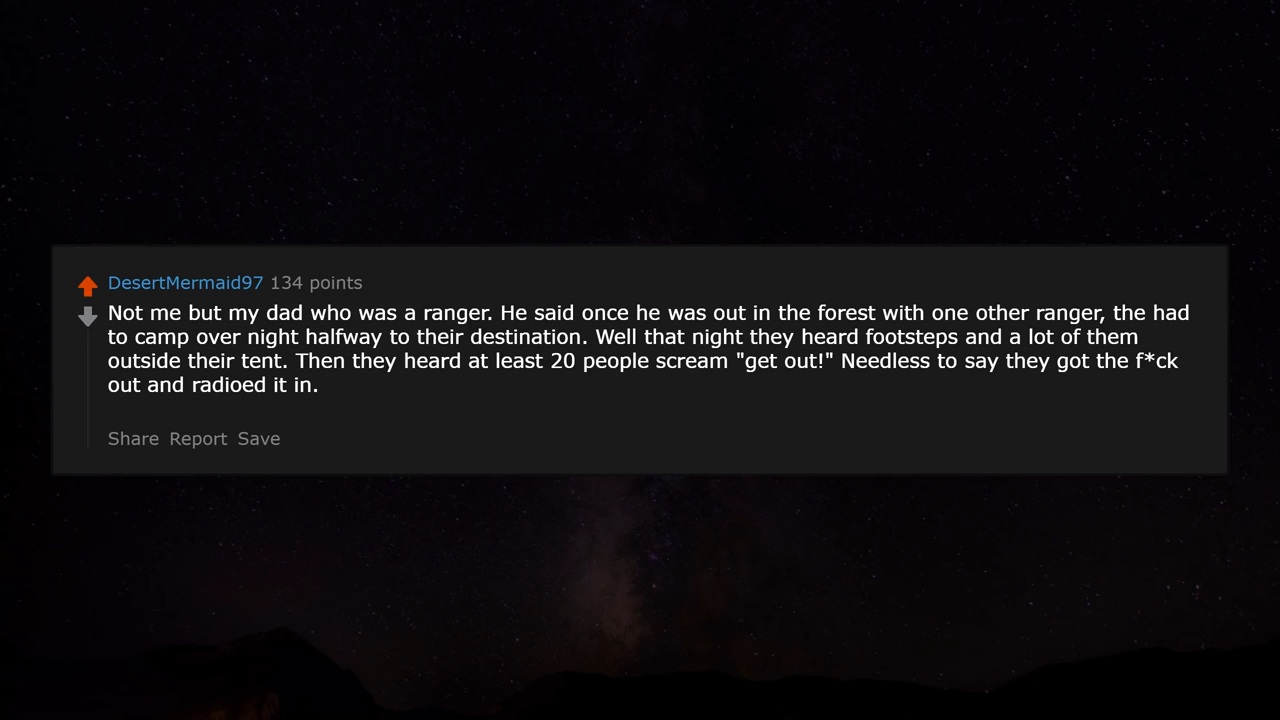 DesertMermaid97 134 points
Not me but my dad who was a ranger. He said once he was out in the forest with one other ranger, the had
to camp over night halfway to their destination. Well that night they heard footsteps and a lot of them
outside their tent. Then they heard at least 20 people scream "get out!" Needless to say they got the f*ck
out and radioed it in.
Share Report Save